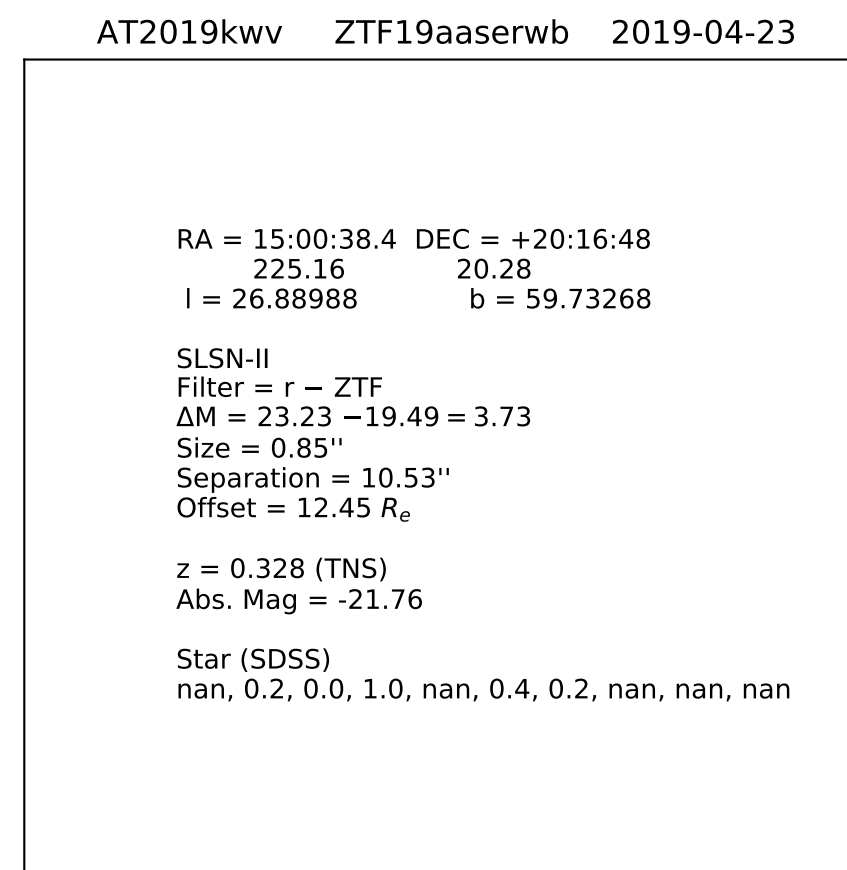 AT2019kwv ZTF19aaserwb 2019-04-23
RA = 15:00:38.4 DEC = +20:16:48
225.16 20.28
l = 26.88988 b = 59.73268
SLSN-II
Filter = r − ZTF
ΔM = 23.23 −19.49 = 3.73
Size = 0.85''
Separation = 10.53''
Offset = 12.45 Rₑ
z = 0.328 (TNS)
Abs. Mag = -21.76
Star (SDSS)
nan, 0.2, 0.0, 1.0, nan, 0.4, 0.2, nan, nan, nan